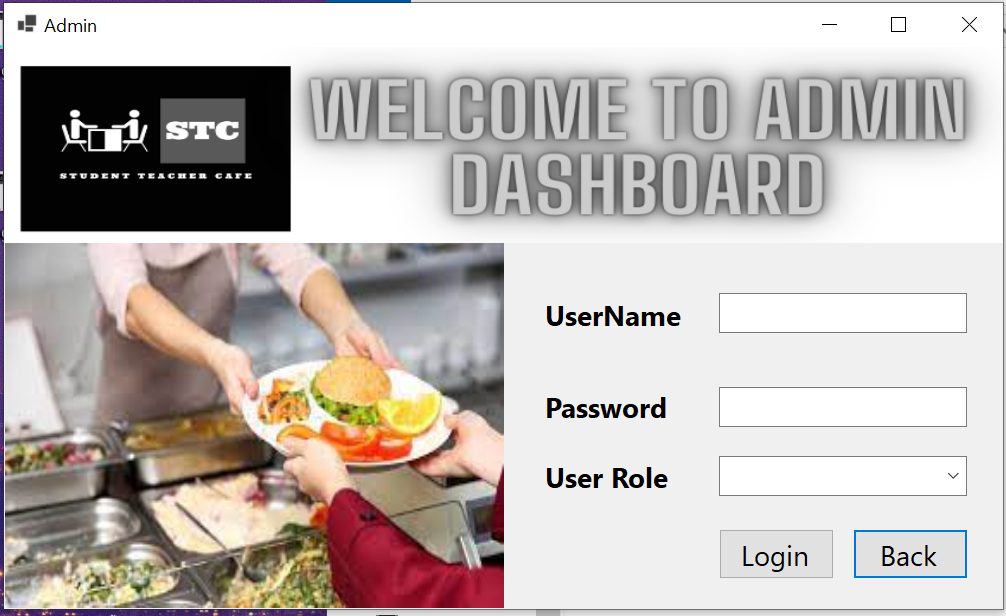 Admin
STC
STUDENT TEACHER CAFE
WELCOME TO ADMIN
DASHBOARD
UserName
Password
User Role
Login
Back